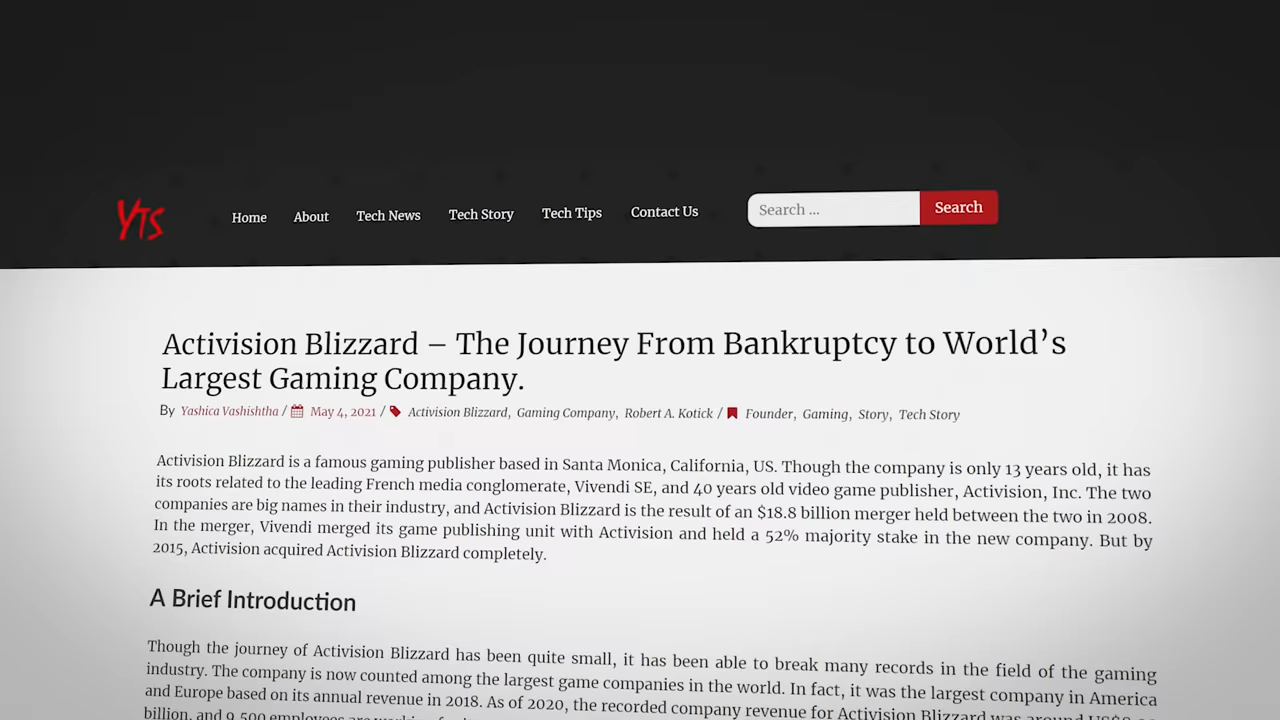 YTS
Home About Tech News Tech Story Tech Tips Contact Us Search ... Search
Activision Blizzard – The Journey From Bankruptcy to World’s
Largest Gaming Company.
By Yashica Vashishtha / May 4, 2021 / Activision Blizzard, Gaming Company, Robert A. Kotick / Founder, Gaming, Story, Tech Story
Activision Blizzard is a famous gaming publisher based in Santa Monica, California, US. Though the company is only 13 years old, it has
its roots related to the leading French media conglomerate, Vivendi SE, and 40 years old video game publisher, Activision, Inc. The two
companies are big names in their industry, and Activision Blizzard is the result of an $18.8 billion merger held between the two in 2008.
In the merger, Vivendi merged its game publishing unit with Activision and held a 52% majority stake in the new company. But by
2015, Activision acquired Activision Blizzard completely.
A Brief Introduction
Though the journey of Activision Blizzard has been quite small, it has been able to break many records in the field of the gaming
industry. The company is now counted among the largest game companies in the world. In fact, it was the largest company in America
and Europe based on its annual revenue in 2018. As of 2020, the recorded company revenue for Activision Blizzard was around
billion, and 9,500 employees are